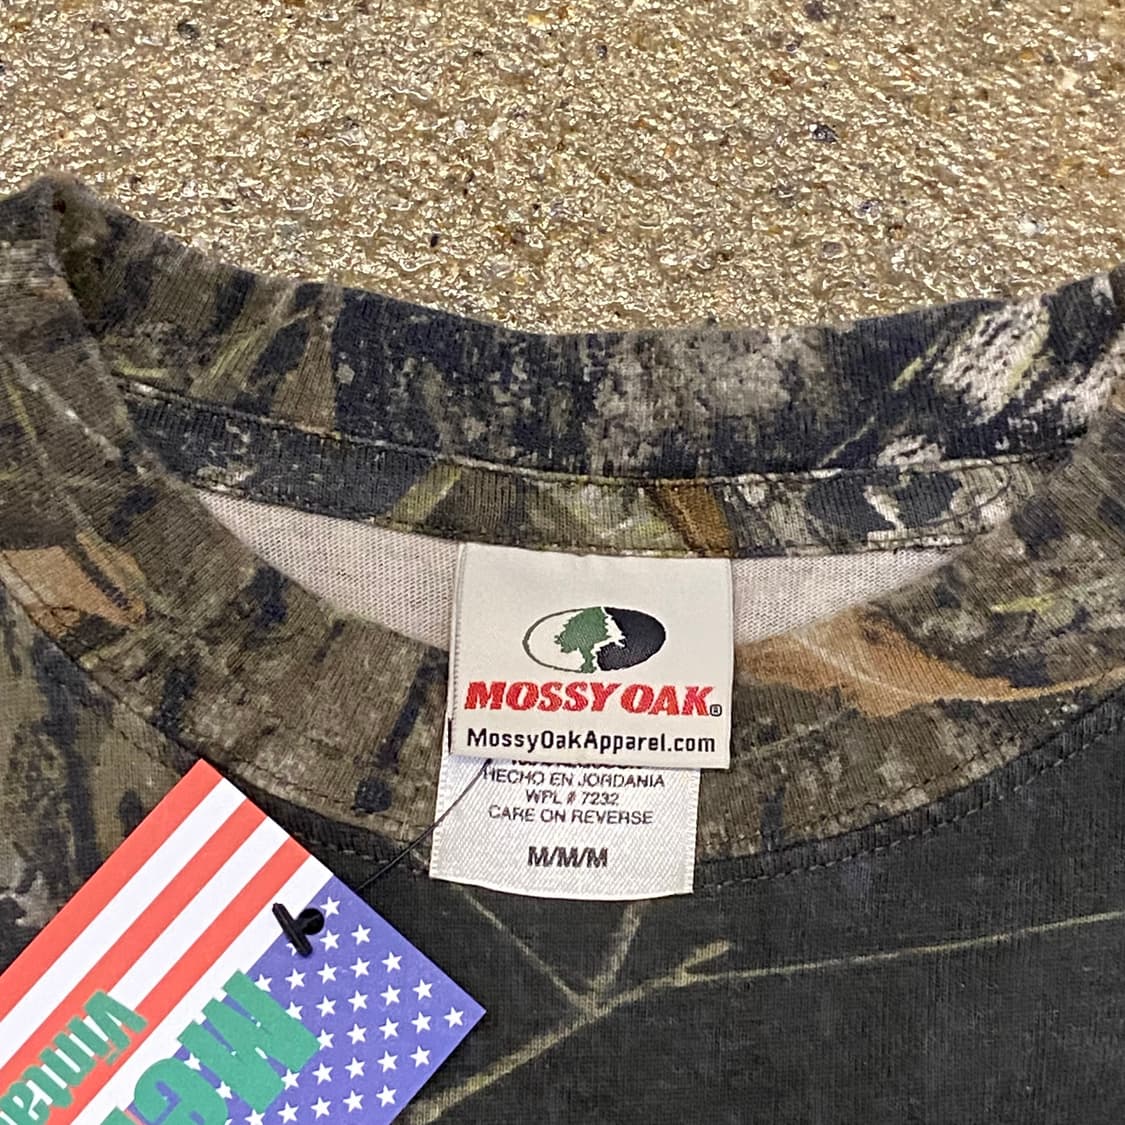 MOSSY OAK®
MossyOakApparel.com
HECHO EN JORDANIA
WPL # 7232
CARE ON REVERSE
M/M/M